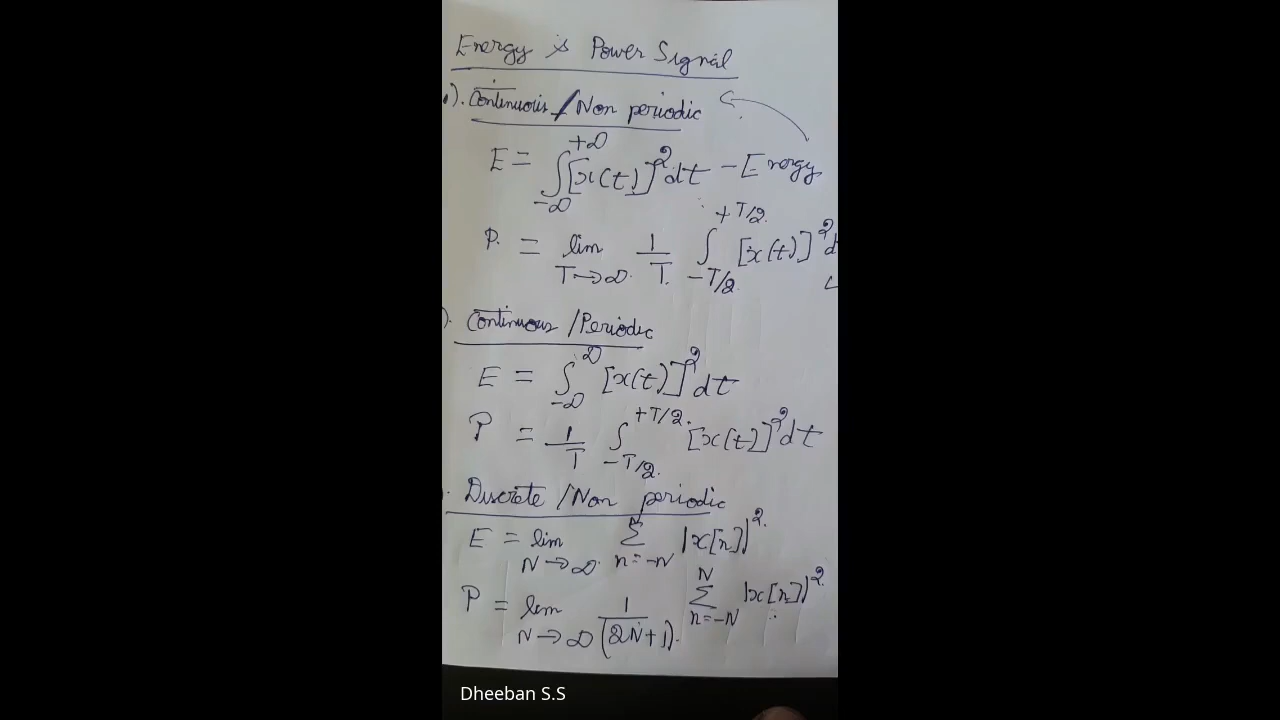 Energy is Power Signal
1). Continuous / Non periodic
E = ∫_{-∞}^{+∞} [x(t)]² dt - Energy
P. = lim_{T→∞} 1/T ∫_{-T/2}^{+T/2} [x(t)]² d
). Continuous / Periodic
E = ∫_{-∞}^{∞} [x(t)]² dt
P = 1/T ∫_{-T/2}^{+T/2} [x(t)]² dt
. Discrete / Non periodic
E = lim_{N→∞} Σ_{n=-N}^{N} |x[n]|²
P = lim_{N→∞} 1/(2N+1) Σ_{n=-N}^{N} |x[n]|²
Dheeban S.S